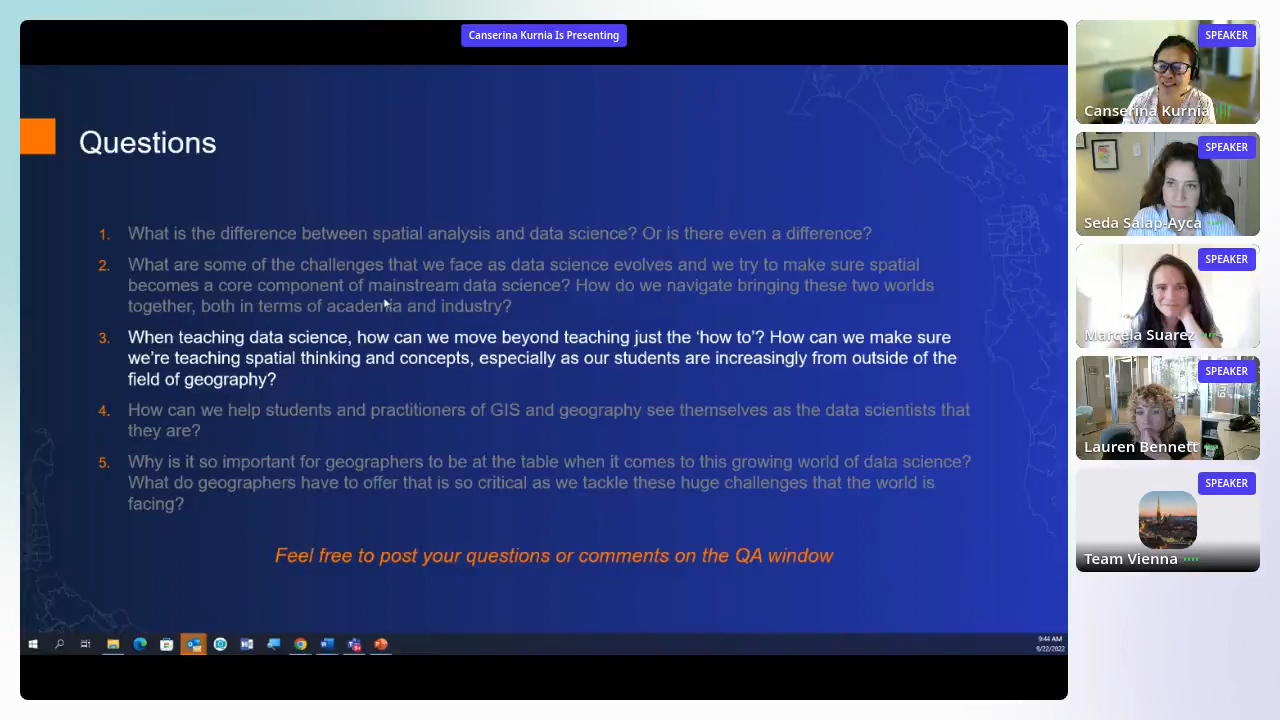 Canserina Kurnia Is Presenting
Questions
1. What is the difference between spatial analysis and data science? Or is there even a difference?
2. What are some of the challenges that we face as data science evolves and we try to make sure spatial
becomes a core component of mainstream data science? How do we navigate bringing these two worlds
together, both in terms of academia and industry?
3. When teaching data science, how can we move beyond teaching just the ‘how to’? How can we make sure
we’re teaching spatial thinking and concepts, especially as our students are increasingly from outside of the
field of geography?
4. How can we help students and practitioners of GIS and geography see themselves as the data scientists that
they are?
5. Why is it so important for geographers to be at the table when it comes to this growing world of data science?
What do geographers have to offer that is so critical as we tackle these huge challenges that the world is
facing?
Feel free to post your questions or comments on the QA window
9:44 AM
6/22/2022
SPEAKER
Canserina Kurnia
SPEAKER
Seda Salap-Ayca
SPEAKER
Marcela Suarez
SPEAKER
Lauren Bennett
SPEAKER
Team Vienna